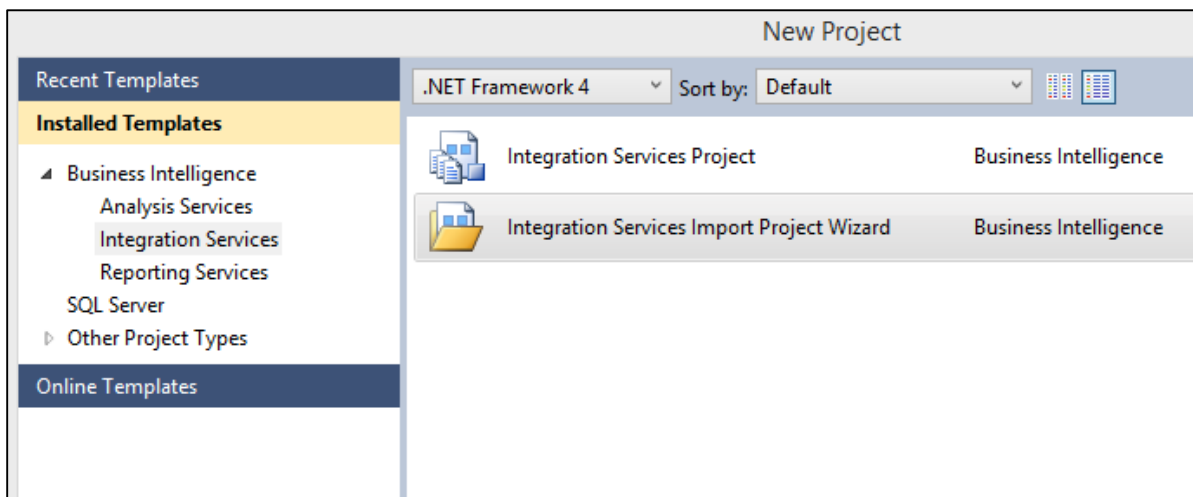 New Project
Recent Templates
Installed Templates
Business Intelligence
Analysis Services
Integration Services
Reporting Services
SQL Server
Other Project Types
Online Templates
.NET Framework 4 Sort by: Default
Integration Services Project Business Intelligence
Integration Services Import Project Wizard Business Intelligence